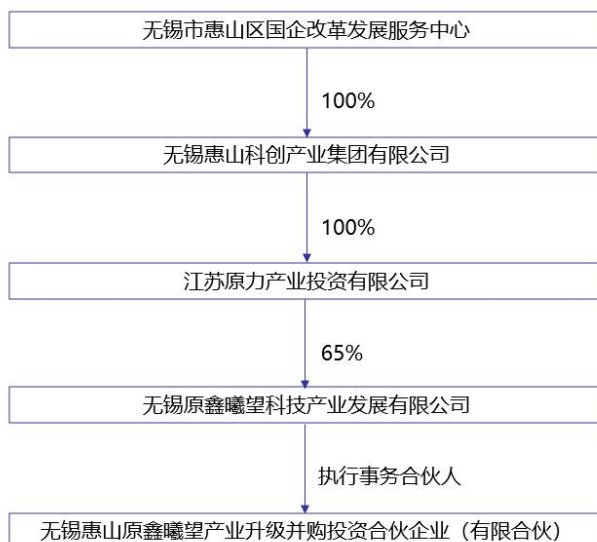 无锡市惠山区国企改革发展服务中心
100%
无锡惠山科创产业集团有限公司
100%
江苏原力产业投资有限公司
65%
无锡原鑫曦望科技产业发展有限公司
执行事务合伙人
无锡惠山原鑫曦望产业升级并购投资合伙企业（有限合伙）